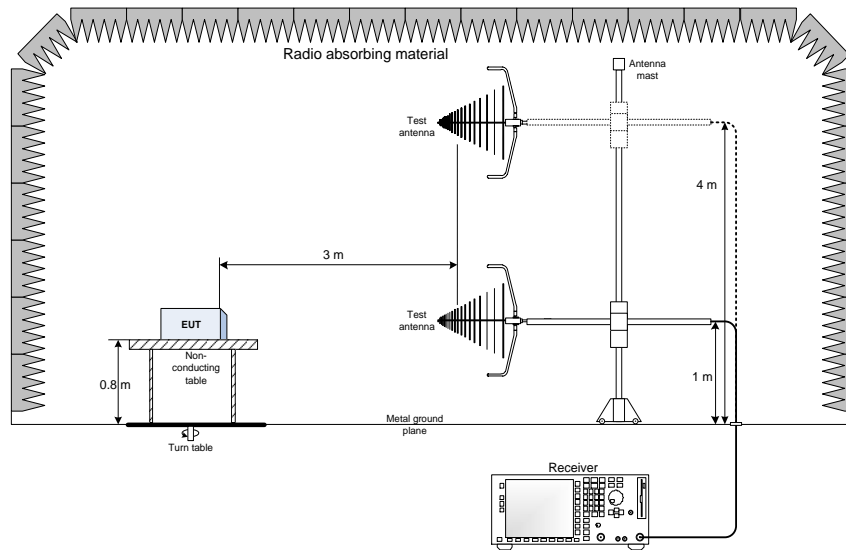 Radio absorbing material
Antenna
mast
Test
antenna
4 m
3 m
EUT
Test
antenna
Non-
conducting
table
0.8 m
1 m
Metal ground
plane
Turn table
Receiver